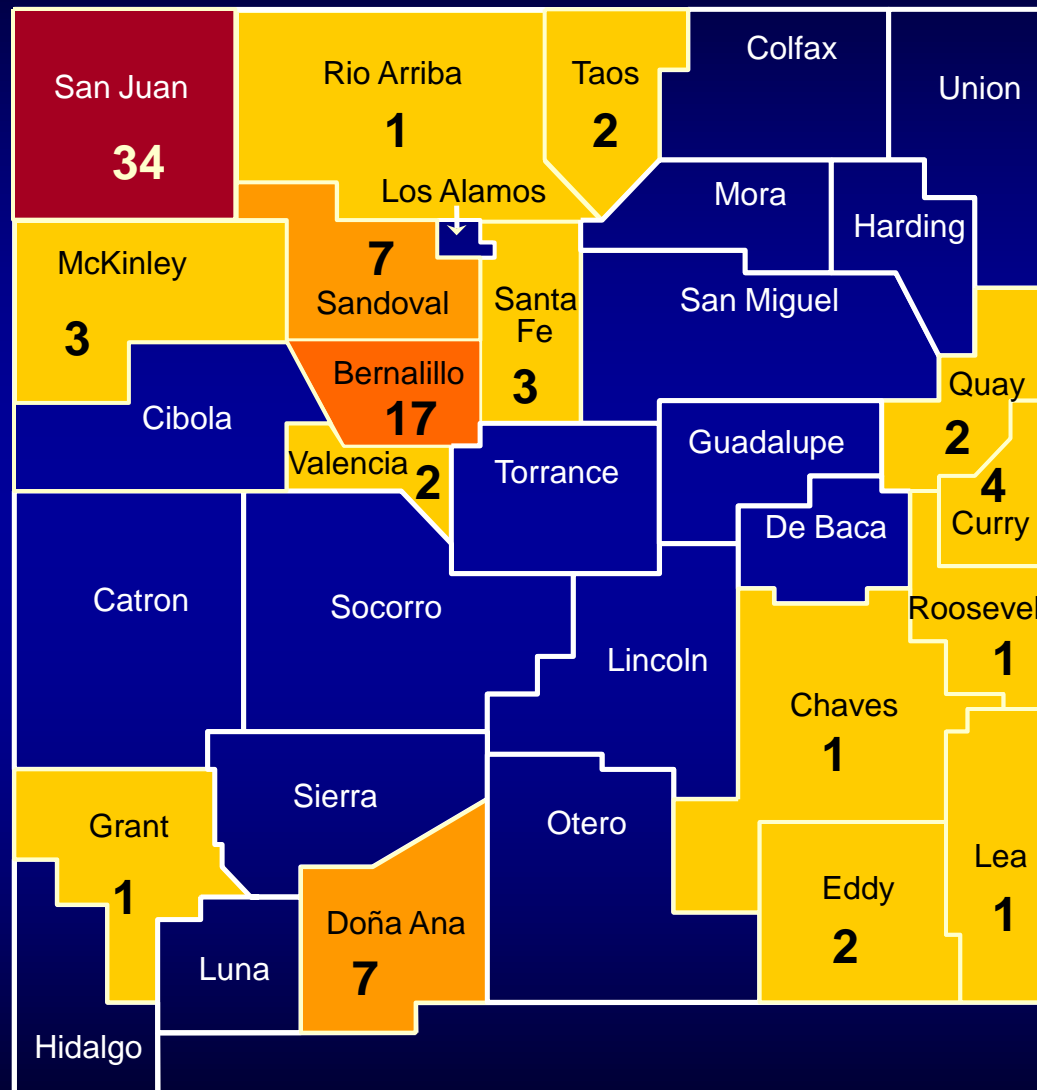 Colfax
San Juan
34
Rio Arriba
1
Taos
2
Union
Los Alamos
Mora
Harding
McKinley
3
7
Sandoval
Santa
Fe
3
San Miguel
Bernalillo
17
Quay
2
Cibola
Valencia
2
Torrance
Guadalupe
4
Curry
De Baca
Catron
Socorro
Roosevel
1
Lincoln
Chaves
1
Sierra
Grant
1
Otero
Lea
1
Eddy
2
Doña Ana
7
Luna
Hidalgo